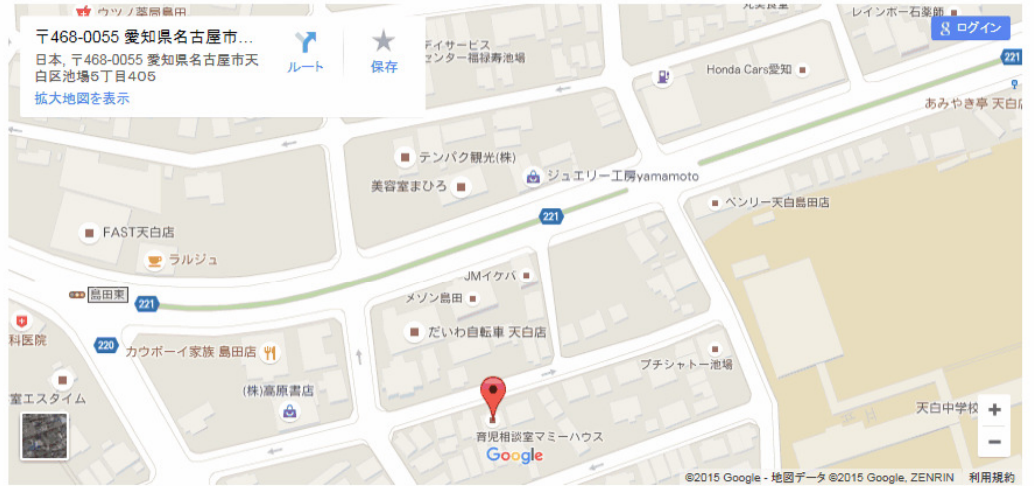 ウツノ薬局島田
〒468-0055 愛知県名古屋市...
日本, 〒468-0055 愛知県名古屋市天
白区池場5丁目405
拡大地図を表示
ルート
保存
デイサービス
センター福禄寿池場
レインボー石薬師
ログイン
221
Honda Cars愛知
あみやき亭 天白店
テンパク観光(株)
美容室まひろ
ジュエリー工房yamamoto
ベンリー天白島田店
221
FAST天白店
ラルジュ
JMイケバ
島田東
221
メゾン島田
だいわ自転車 天白店
科医院
220
カウボーイ家族 島田店
プチシャトー池場
(株)高原書店
室エスタイム
天白中学校
育児相談室マミーハウス
Google
©2015 Google - 地図データ ©2015 Google, ZENRIN
利用規約